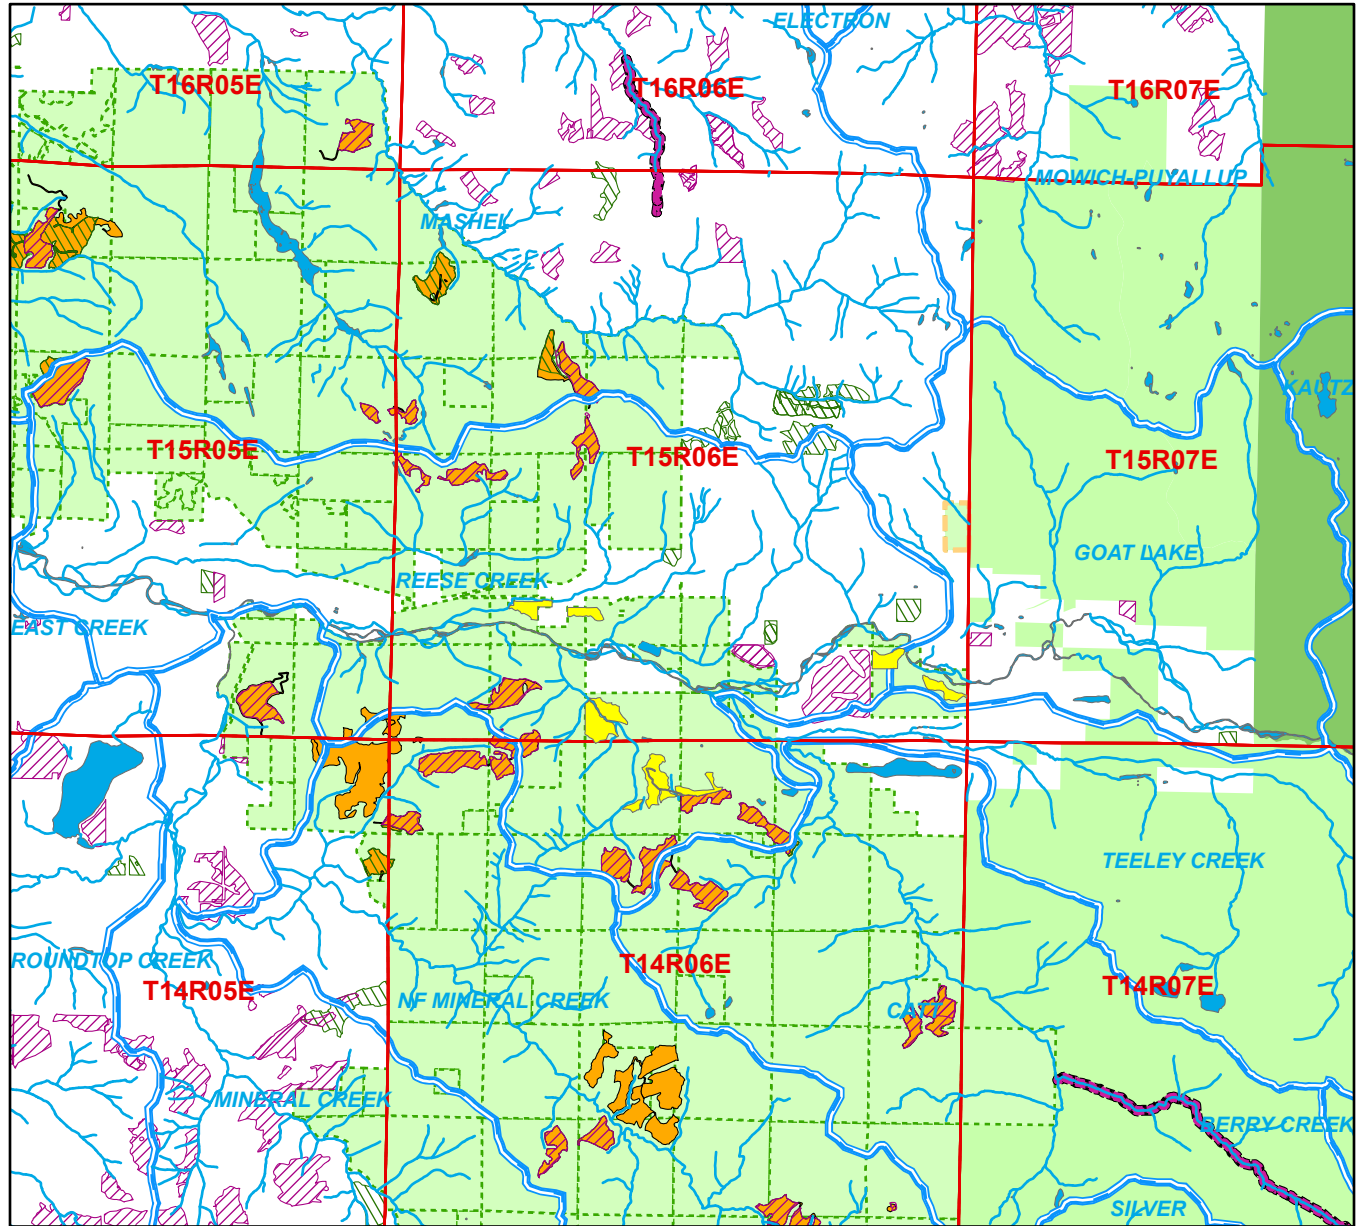 ELECTRON
T16R05E
T16R06E
T16R07E
MOWICH-PUYALLUP
MASHEL
KAUTZ
T15R05E
T15R06E
T15R07E
GOAT LAKE
REESE CREEK
EAST CREEK
TEELEY CREEK
ROUNDTOP CREEK
T14R05E
T14R06E
T14R07E
NF MINERAL CREEK
CATT
MINERAL CREEK
BERRY CREEK
SILVER